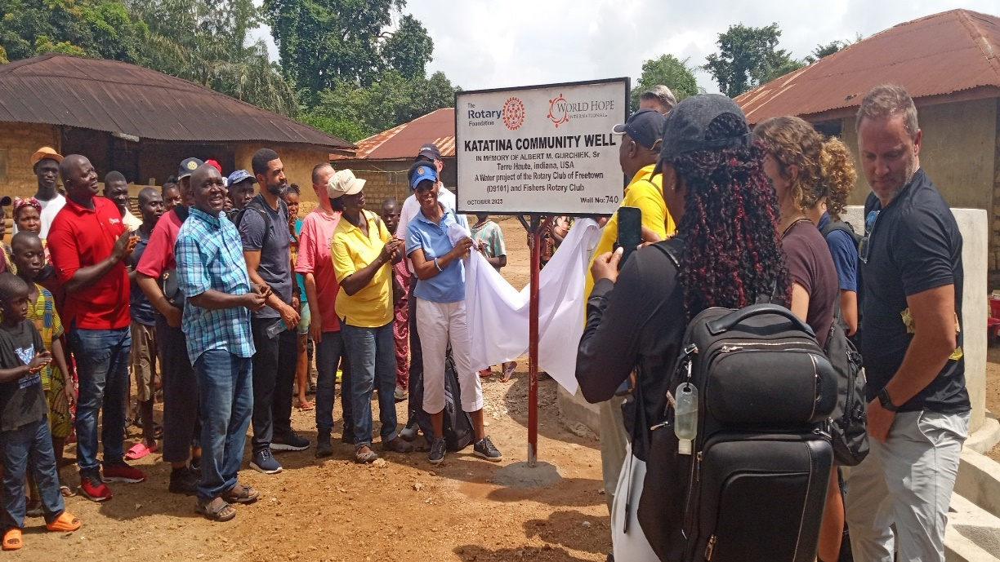 The
Rotary
Foundation
WORLD HOPE
INTERNATIONAL
KATATINA COMMUNITY WELL
IN MEMORY OF ALBERT M. GURCHIEK, Sr
Terre Haute, indiana, USA
A Water project of the Rotary Club of Freetown
(D9101) and Fishers Rotary Club
OCTOBER 2023 Well No: 740